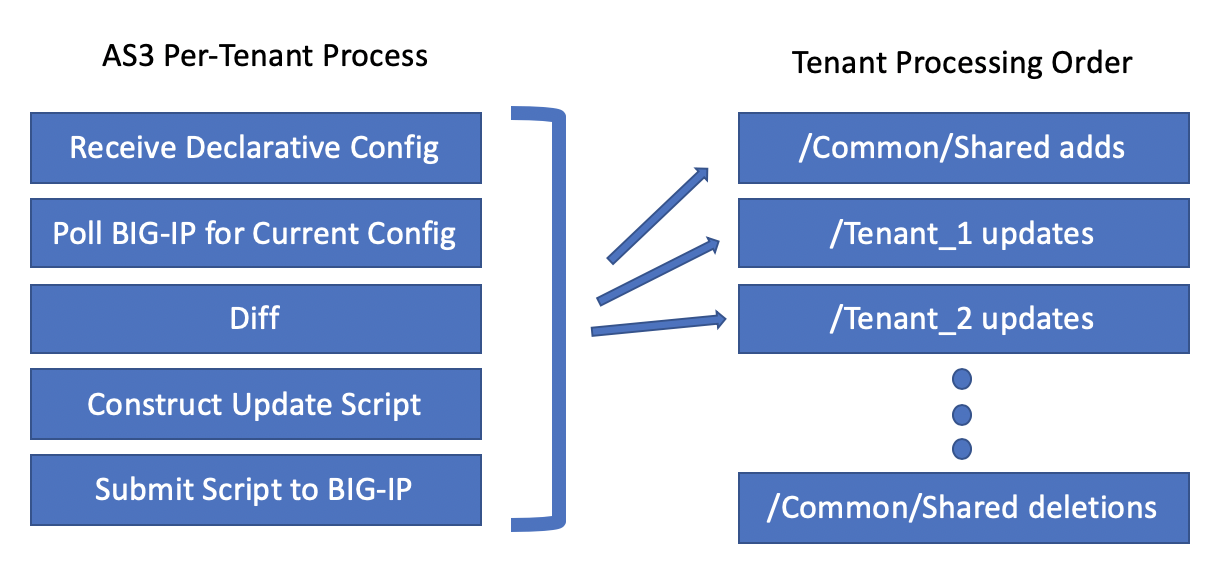 AS3 Per-Tenant Process
Receive Declarative Config
Poll BIG-IP for Current Config
Diff
Construct Update Script
Submit Script to BIG-IP
Tenant Processing Order
/Common/Shared adds
/Tenant_1 updates
/Tenant_2 updates
/Common/Shared deletions